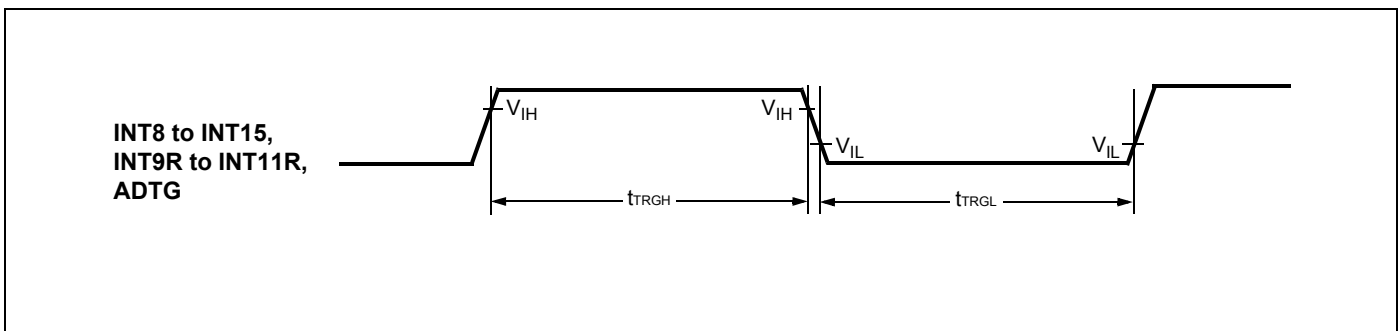 INT8 to INT15,
INT9R to INT11R,
ADTG
VIH
VIH
VIL
VIL
tTRGH
tTRGL